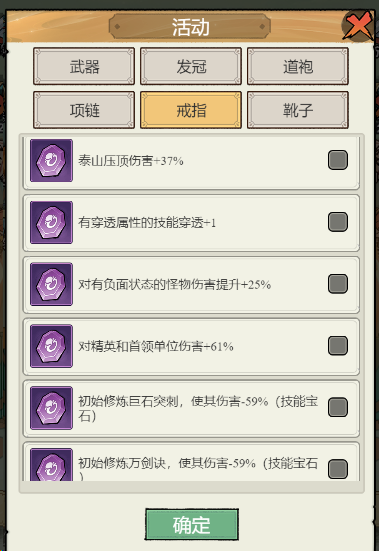 活动
武器 发冠 道袍
项链 戒指 靴子
泰山压顶伤害+37%
有穿透属性的技能穿透+1
对有负面状态的怪物伤害提升+25%
对精英和首领单位伤害+61%
初始修炼巨石突刺，使其伤害-59%（技能宝
石）
初始修炼万剑诀，使其伤害-59%（技能宝石
）
确定